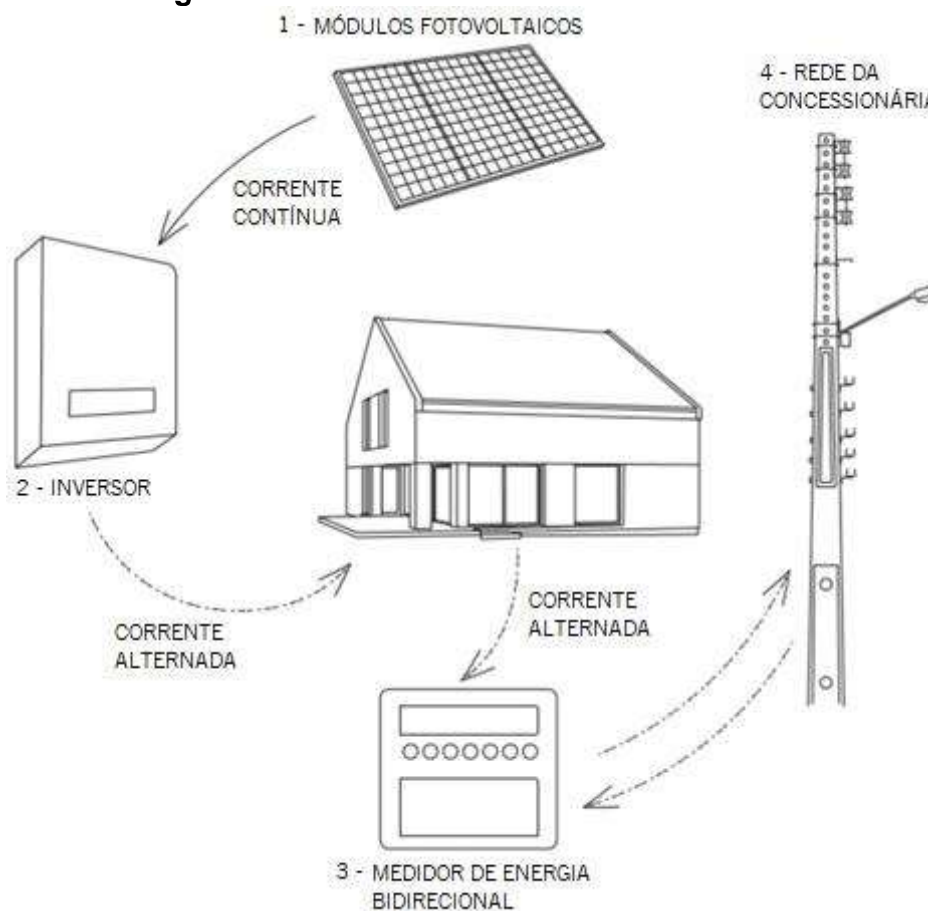 1 - MÓDULOS FOTOVOLTAICOS
4 - REDE DA
CONCESSIONÁRIA
CORRENTE
CONTÍNUA
2 - INVERSOR
CORRENTE
ALTERNADA
CORRENTE
ALTERNADA
3 - MEDIDOR DE ENERGIA
BIDIRECIONAL